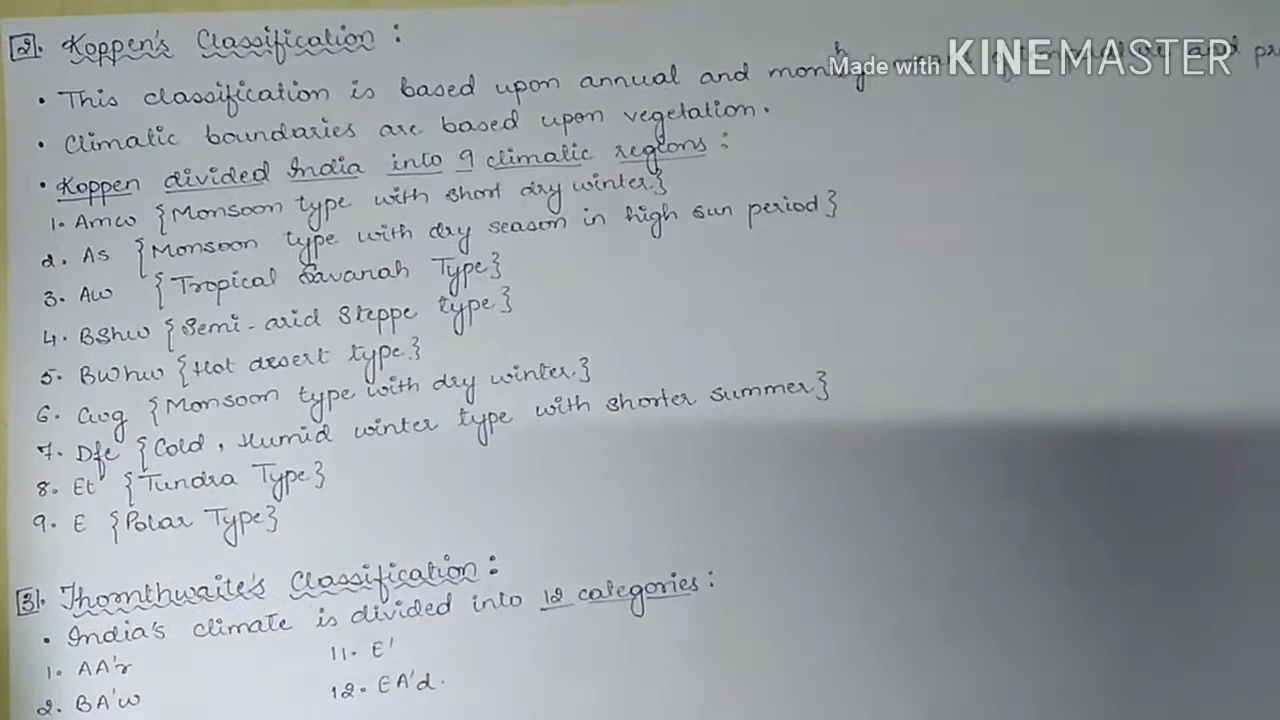 2. Koppen's Classification :
Made with KINEMASTER
• This classification is based upon annual and monthly
• Climatic boundaries are based upon vegetation.
• Koppen divided India into 9 climatic regions :
1. Amw {Monsoon type with short dry winter.}
2. As {Monsoon type with dry season in high sun period}
3. Aw {Tropical Savanah Type}
4. BShw {Semi-arid Steppe type}
5. BWhw {Hot desert type.}
6. Cwg {Monsoon type with dry winter.}
7. Dfc {Cold, Humid winter type with shorter summer}
8. Et {Tundra Type}
9. E {Polar Type}
3. Thornthwaite's Classification :
• India's climate is divided into 12 categories :
1. AA'r
11. E'
2. BA'w
12. EA'd.